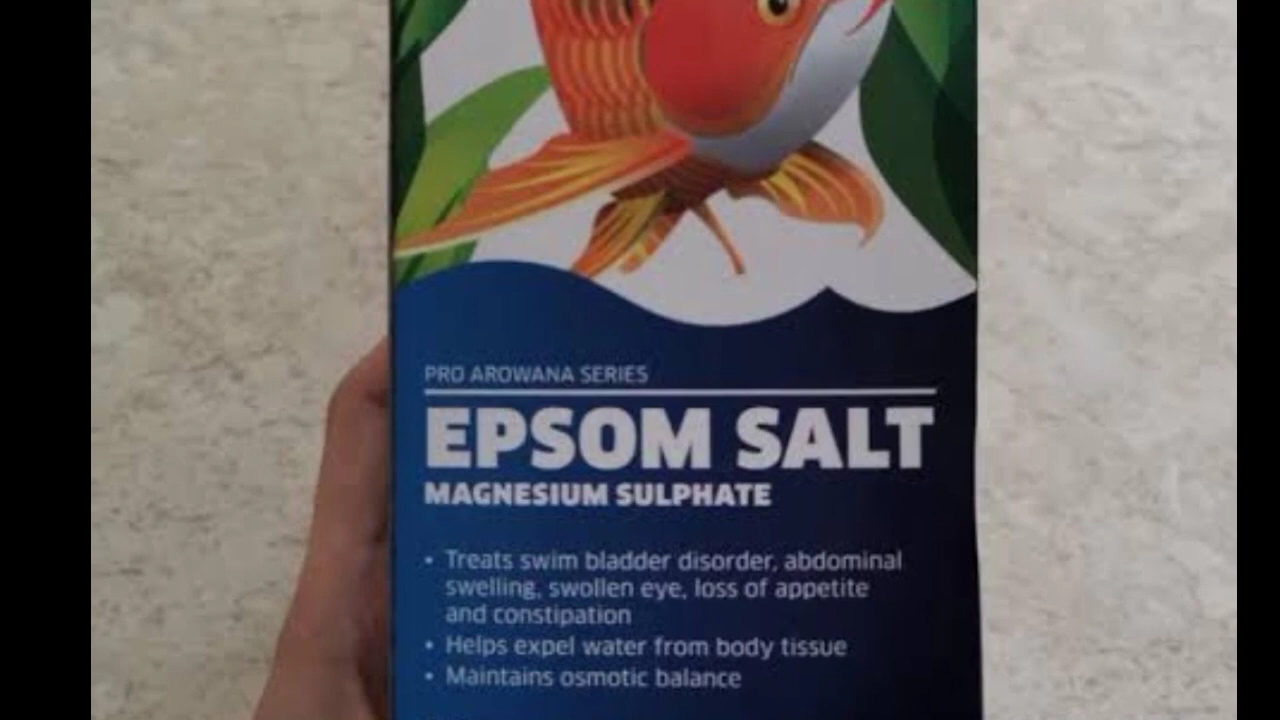 PRO AROWANA SERIES
EPSOM SALT
MAGNESIUM SULPHATE
• Treats swim bladder disorder, abdominal
swelling, swollen eye, loss of appetite
and constipation
• Helps expel water from body tissue
• Maintains osmotic balance